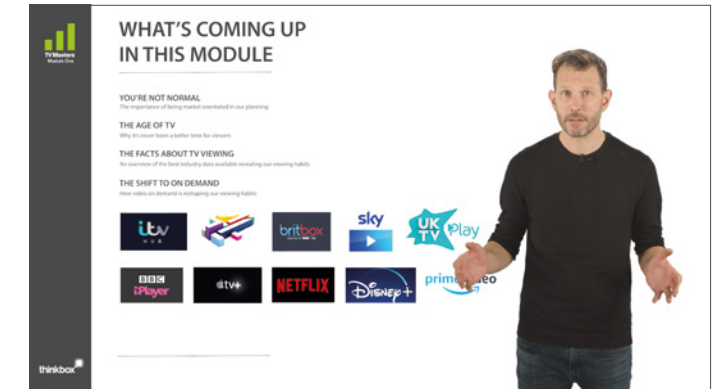 TV Masters
Module One
WHAT'S COMING UP
IN THIS MODULE
YOU'RE NOT NORMAL
The importance of being market orientated in our planning
THE AGE OF TV
Why it's never been a better time for viewers
THE FACTS ABOUT TV VIEWING
An overview of the best industry data available revealing our viewing habits
THE SHIFT TO ON DEMAND
How video on demand is reshaping our viewing habits
itv
HUB
britbox
sky
UK
TV Play
BBC
iPlayer
tv+
NETFLIX
Disney+
prime
eo
thinkbox